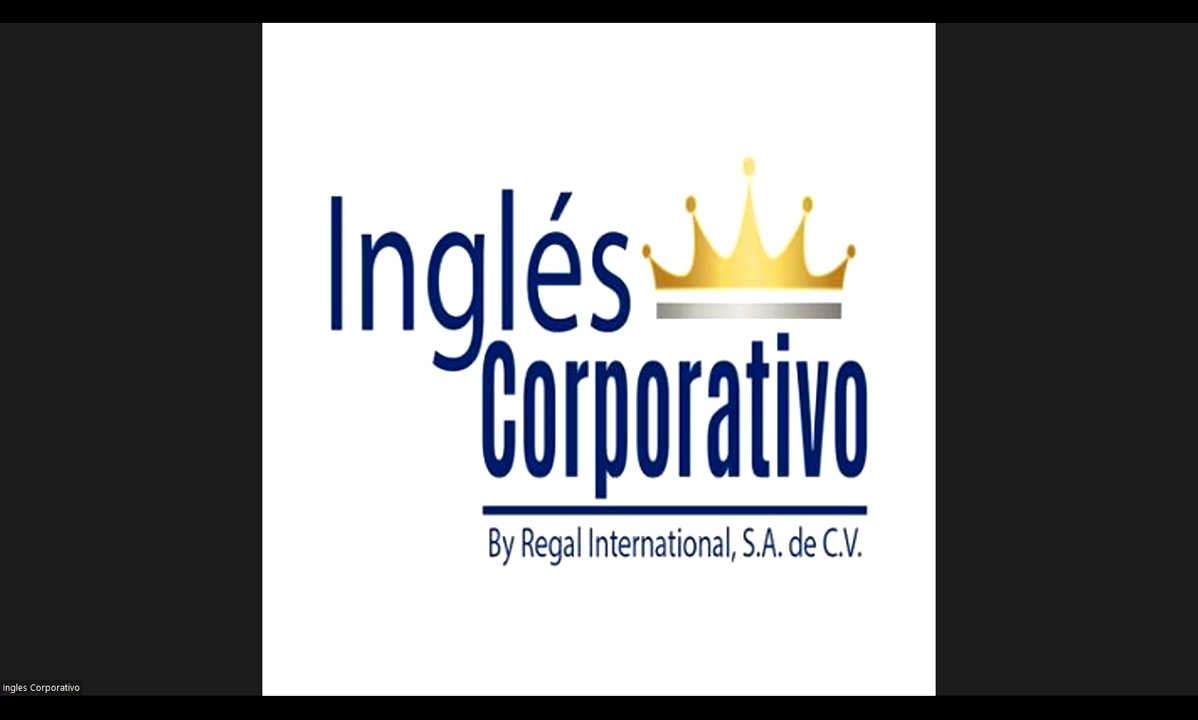 Inglés
Corporativo
By Regal International, S.A. de C.V.
Ingles Corporativo